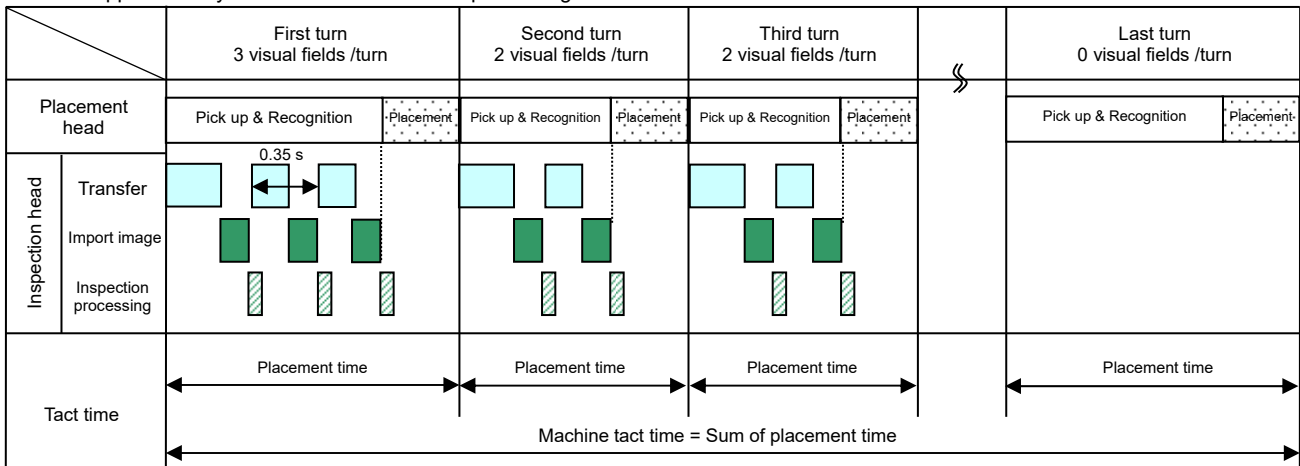 First turn
3 visual fields /turn
Second turn
2 visual fields /turn
Third turn
2 visual fields /turn
Last turn
0 visual fields /turn
Placement
head
Pick up & Recognition
Placement
Pick up & Recognition
Placement
Pick up & Recognition
Placement
Pick up & Recognition
Placement
Inspection head
Transfer
0.35 s
Import image
Inspection
processing
Tact time
Placement time
Placement time
Placement time
Placement time
Machine tact time = Sum of placement time